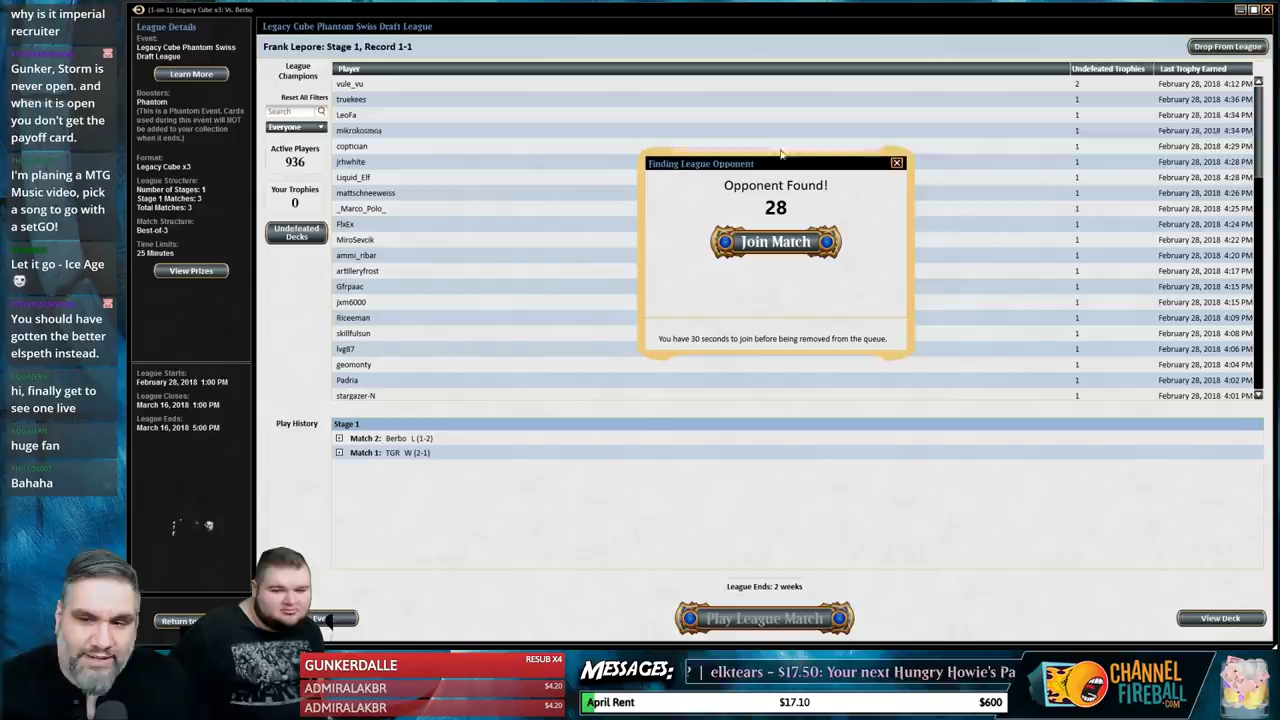 why is it imperial
recruiter
Gunker, Storm is
never open. and
when it is open
you don't get the
payoff card.
I'm planing a MTG
Music video, pick
a song to go with
a setGO!
Let it go - Ice Age
You should have
gotten the batter
elspeth instead.
AQUAJERN
hi, finally get to
see one live
AQUAJERN
huge fan
Bahaha
(1-on-1): Legacy Cube x3: Vs. Berbo
League Details
Event:
Legacy Cube Phantom Swiss
Draft League
Learn More
Boosters:
Phantom
(This is a Phantom Event. Cards
used during this event will NOT
be added to your collection
when it ends.)
Format:
Legacy Cube x3
League Structure:
Number of Stages: 1
Stage 1 Matches: 3
Total Matches: 3
Match Structure:
Best-of-3
Time Limits:
25 Minutes
View Prizes
League Starts:
February 28, 2018 1:00 PM
League Closes:
March 16, 2018 1:00 PM
League Ends:
March 16, 2018 5:00 PM
Return to
Legacy Cube Phantom Swiss Draft League
Frank Lepore: Stage 1, Record 1-1
Drop From League
League
Champions
Reset All Filters
Search
Everyone
Active Players
936
Your Trophies
0
Undefeated
Decks
Player Undefeated Trophies Last Trophy Earned
vule_vu 2 February 28, 2018 4:12 PM
truekees 1 February 28, 2018 4:36 PM
LeoFa 1 February 28, 2018 4:34 PM
mikrokosmos 1 February 28, 2018 4:34 PM
coptician 1 February 28, 2018 4:29 PM
jrhwhite 1 February 28, 2018 4:28 PM
Liquid_Elf 1 February 28, 2018 4:28 PM
mattschneeweiss 1 February 28, 2018 4:26 PM
_Marco_Polo_ 1 February 28, 2018 4:25 PM
FlxEx 1 February 28, 2018 4:24 PM
MiroSevcik 1 February 28, 2018 4:22 PM
ammi_ribar 1 February 28, 2018 4:20 PM
artilleryfrost 1 February 28, 2018 4:17 PM
Gfrpaac 1 February 28, 2018 4:15 PM
Jxm6000 1 February 28, 2018 4:15 PM
Riceeman 1 February 28, 2018 4:09 PM
skillfulsun 1 February 28, 2018 4:08 PM
lvg87 1 February 28, 2018 4:06 PM
geomonty 1 February 28, 2018 4:04 PM
Padria 1 February 28, 2018 4:02 PM
stargazer-N 1 February 28, 2018 4:01 PM
Finding League Opponent
Opponent Found!
28
Join Match
You have 30 seconds to join before being removed from the queue.
Play History
Stage 1
Match 2: Berbo L (1-2)
Match 1: TGR W (2-1)
League Ends: 2 weeks
Play League Match
View Deck
GUNKERDALLE RESUB X4
ADMIRALAKBR $4.20
ADMIRALAKBR $4.20
MESSAGES:
| elktears - $17.50: Your next Hungry Howie's Pa
April Rent $17.10 $600
CHANNEL
FIREBALL
.COM